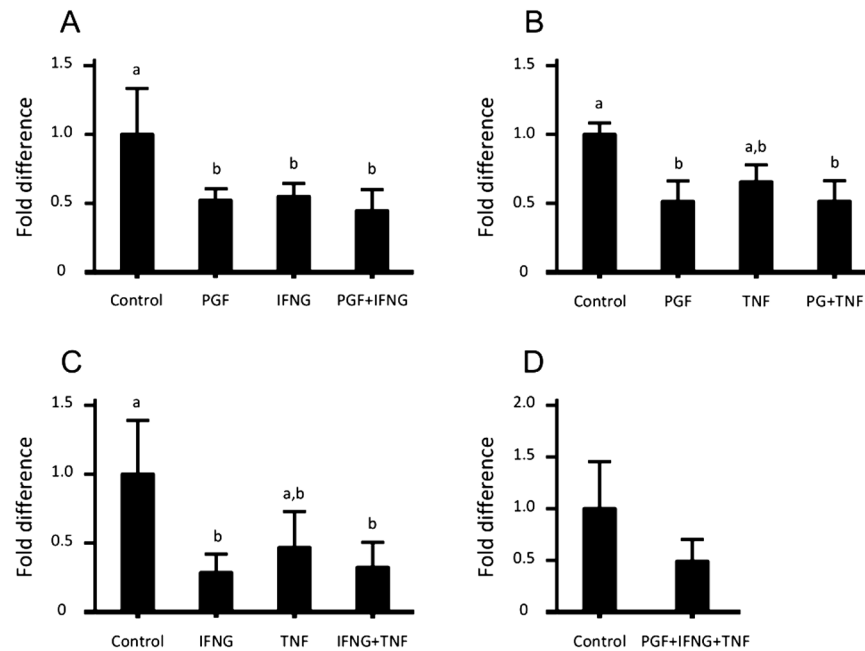 A
Fold difference
1.5
1.0
0.5
0
a
b
b
b
Control PGF IFNG PGF+IFNG
B
Fold difference
1.5
1.0
0.5
0
a
b
a,b
b
Control PGF TNF PG+TNF
C
Fold difference
1.5
1.0
0.5
0
a
b
a,b
b
Control IFNG TNF IFNG+TNF
D
Fold difference
2.0
1.5
1.0
0.5
0
Control PGF+IFNG+TNF